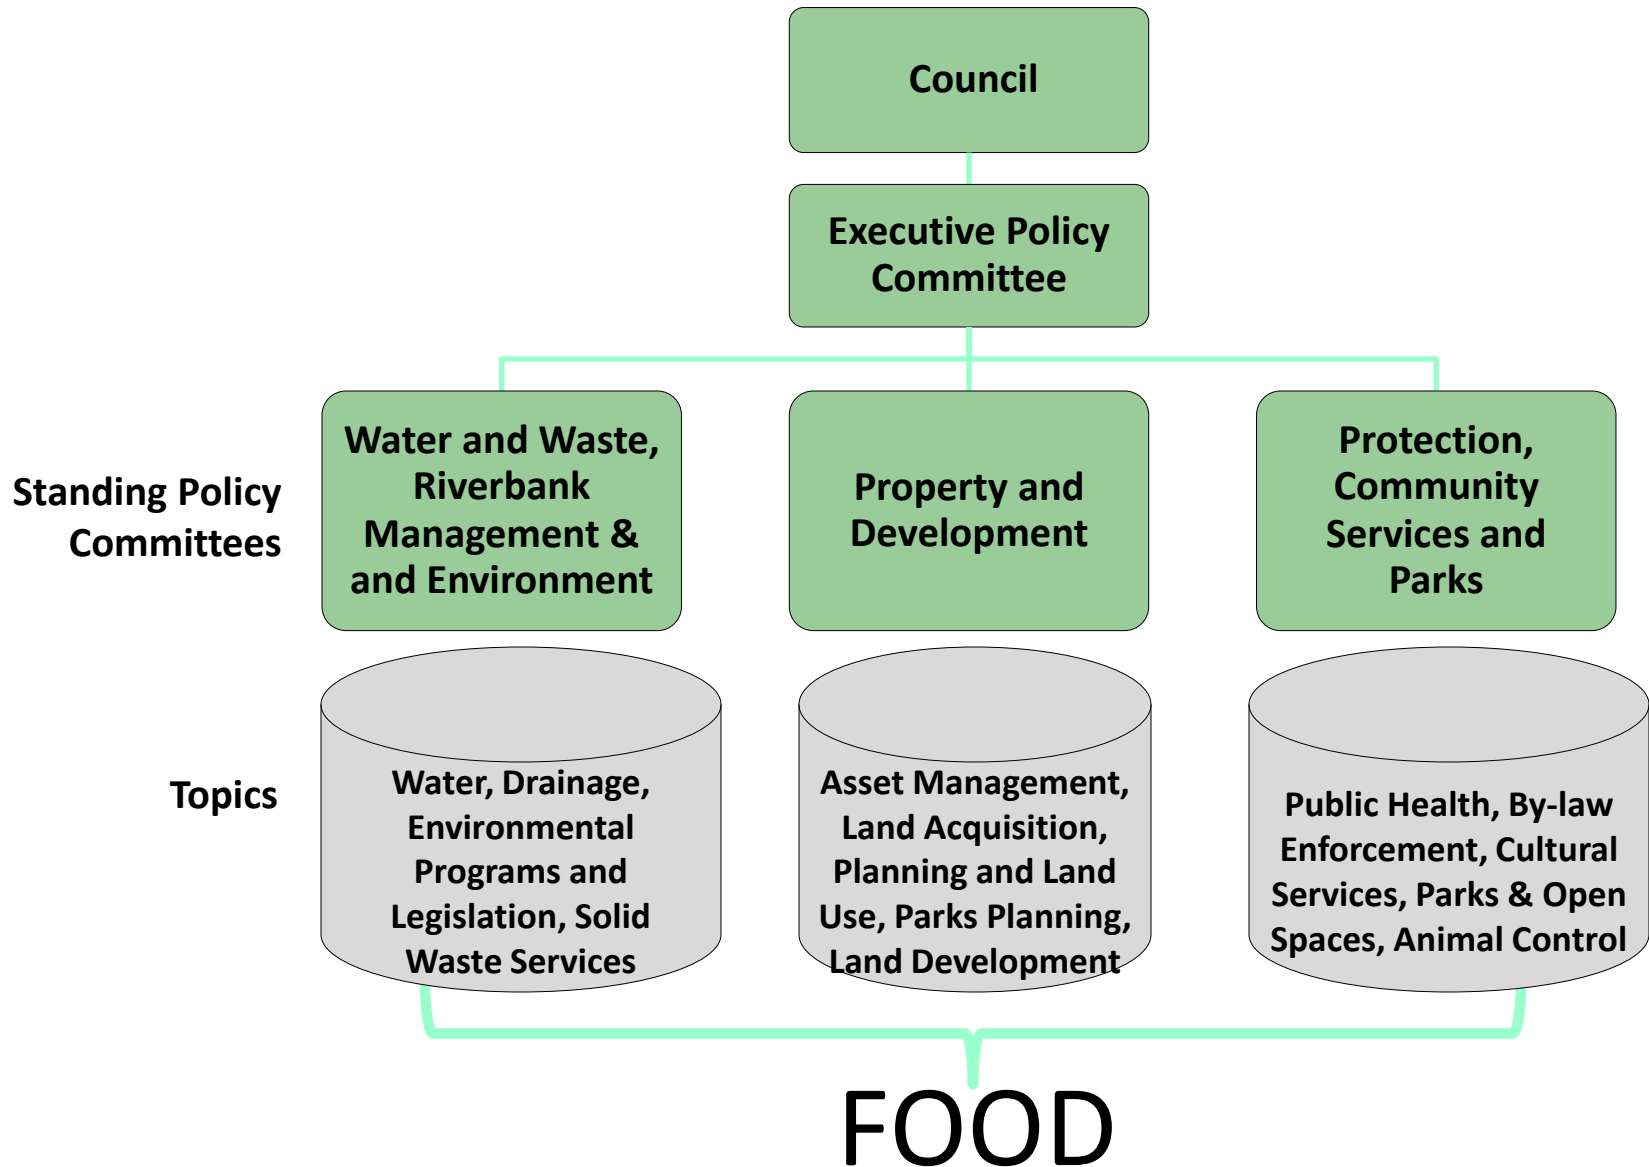 Council
Executive Policy
Committee
Standing Policy
Committees
Water and Waste,
Riverbank
Management &
and Environment
Property and
Development
Protection,
Community
Services and
Parks
Topics
Water, Drainage,
Environmental
Programs and
Legislation, Solid
Waste Services
Asset Management,
Land Acquisition,
Planning and Land
Use, Parks Planning,
Land Development
Public Health, By-law
Enforcement, Cultural
Services, Parks & Open
Spaces, Animal Control
FOOD